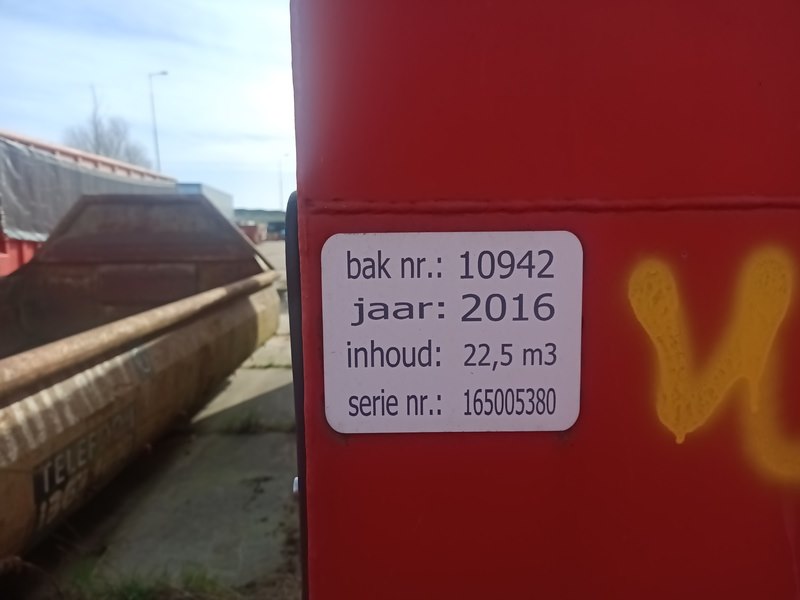 bak nr.: 10942
jaar: 2016
inhoud: 22,5 m3
serie nr.: 165005380